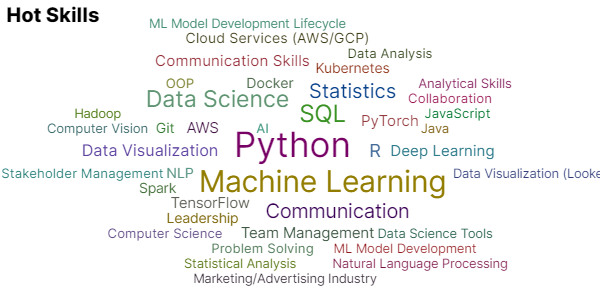 Hot Skills
ML Model Development Lifecycle
Cloud Services (AWS/GCP)
Data Analysis
Communication Skills
Kubernetes
OOP
Docker
Statistics
Analytical Skills
Data Science
Collaboration
Hadoop
SQL
PyTorch
JavaScript
Computer Vision
Git
AWS
AI
Java
Data Visualization
Python
R
Deep Learning
Stakeholder Management
NLP
Machine Learning
Data Visualization (Looke
Spark
TensorFlow
Leadership
Communication
Computer Science
Team Management
Data Science Tools
Problem Solving
ML Model Development
Statistical Analysis
Natural Language Processing
Marketing/Advertising Industry